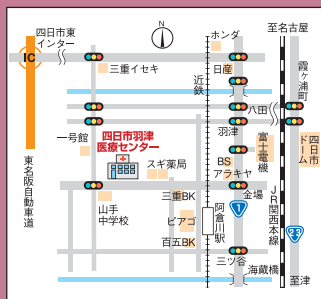 四日市東
インター
IC
東名阪自動車道
N
ホンダ
至名古屋
霞ヶ浦町
三重イセキ
近鉄
日産
八田
一号館
四日市羽津
医療センター
羽津
富士電機
四日市
ドーム
スギ薬局
BS
アラキヤ
山手
中学校
三重BK
金場
ピアゴ
阿倉川駅
1
JR関西本線
23
百五BK
三ツ谷
海蔵橋
至津